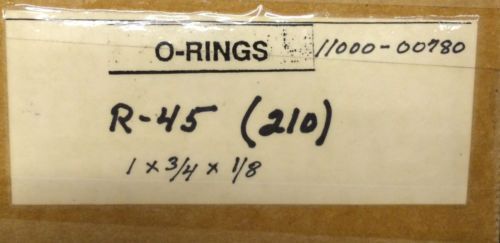 O-RINGS 11000-00780
R-45 (210)
1 x 3/4 x 1/8